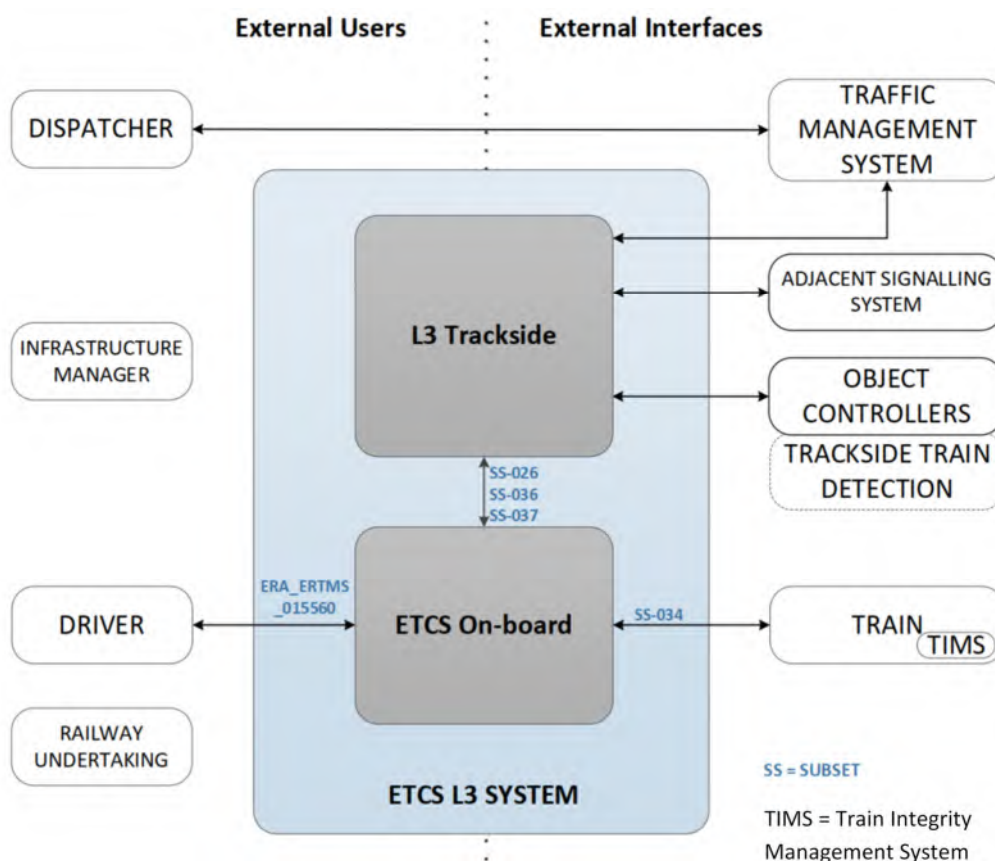 External Users
External Interfaces
DISPATCHER
TRAFFIC
MANAGEMENT
SYSTEM
L3 Trackside
ADJACENT SIGNALLING
SYSTEM
INFRASTRUCTURE
MANAGER
OBJECT
CONTROLLERS
TRACKSIDE TRAIN
DETECTION
SS-026
SS-036
SS-037
DRIVER
ERA_ERTMS
_015560
ETCS On-board
SS-034
TRAIN
TIMS
RAILWAY
UNDERTAKING
ETCS L3 SYSTEM
SS = SUBSET
TIMS = Train Integrity
Management System